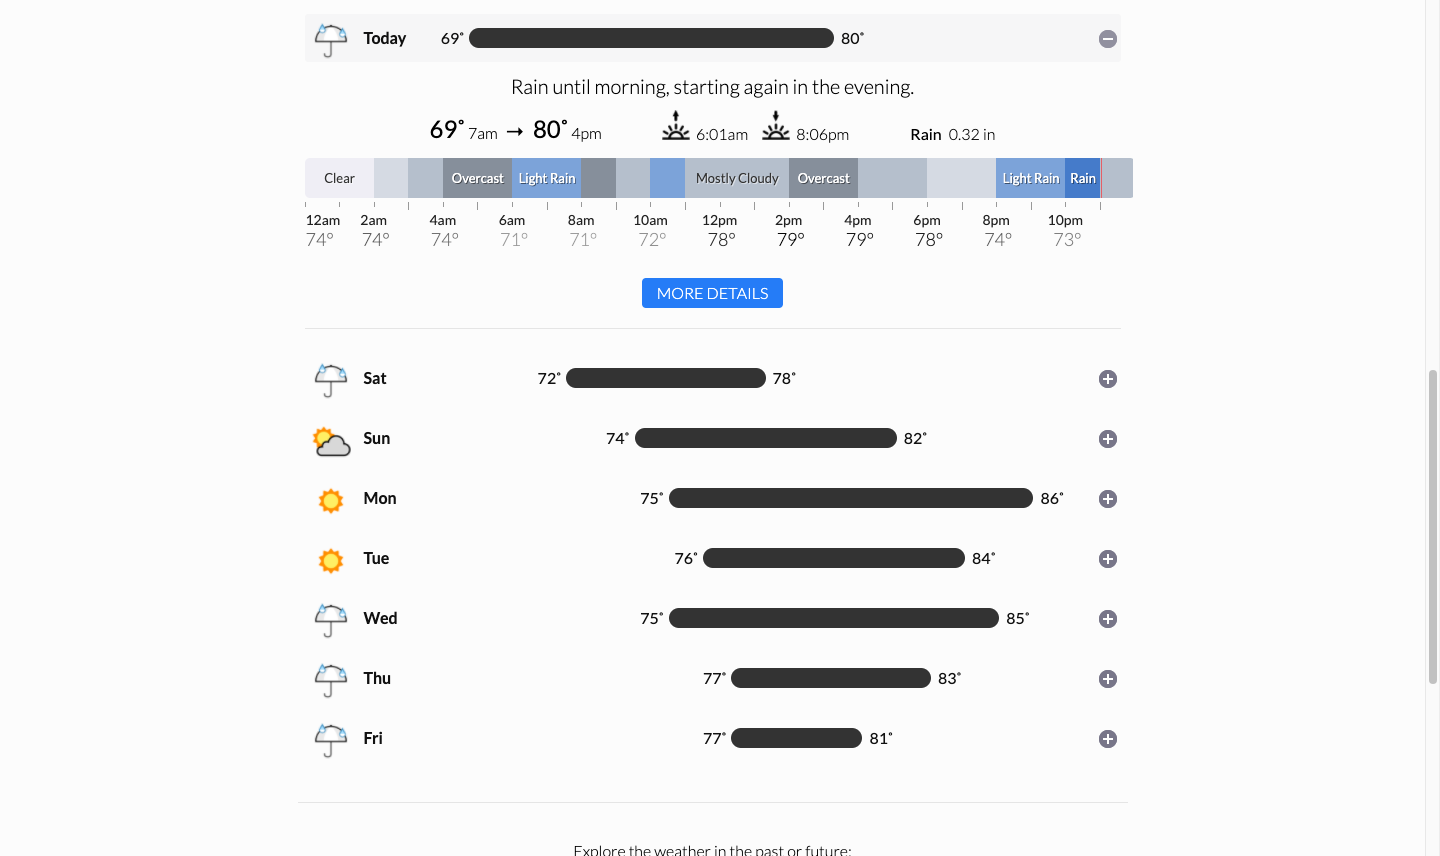 Today 69° 80°
Rain until morning, starting again in the evening.
69° 7am → 80° 4pm 6:01am 8:06pm Rain 0.32 in
Clear Overcast Light Rain Mostly Cloudy Overcast Light Rain Rain
12am 2am 4am 6am 8am 10am 12pm 2pm 4pm 6pm 8pm 10pm
74° 74° 74° 71° 71° 72° 78° 79° 79° 78° 74° 73°
MORE DETAILS
Sat 72° 78°
Sun 74° 82°
Mon 75° 86°
Tue 76° 84°
Wed 75° 85°
Thu 77° 83°
Fri 77° 81°
Explore the weather in the past or future: